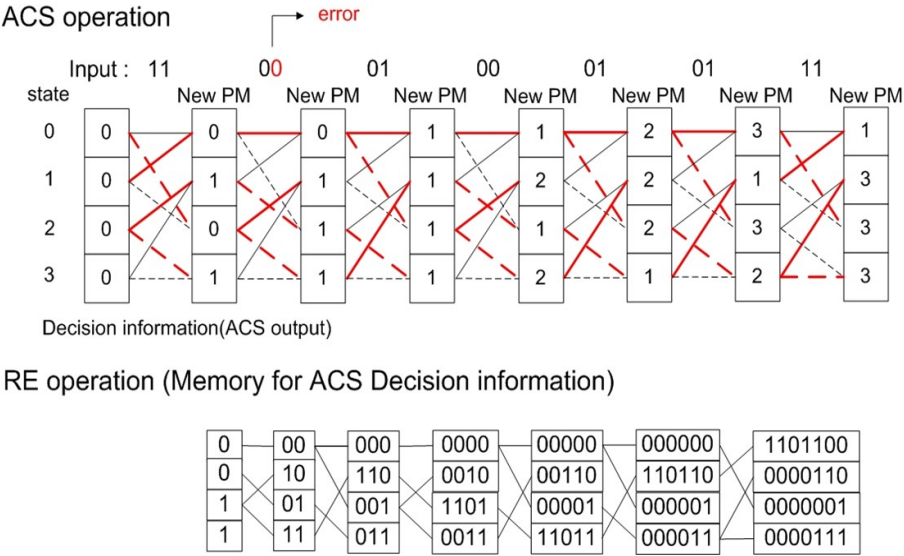 ACS operation
error
Input : 11 00 01 00 01 01 11
state New PM New PM New PM New PM New PM New PM New PM
0 0 0 0 1 1 2 3 1
1 0 1 1 1 2 2 1 3
2 0 0 1 1 1 2 3 3
3 0 1 1 1 2 1 2 3
Decision information(ACS output)
RE operation (Memory for ACS Decision information)
0 00 000 0000 00000 000000 1101100
0 10 110 0010 00110 110110 0000110
1 01 001 1101 00001 000001 0000001
1 11 011 0011 11011 000011 0000111